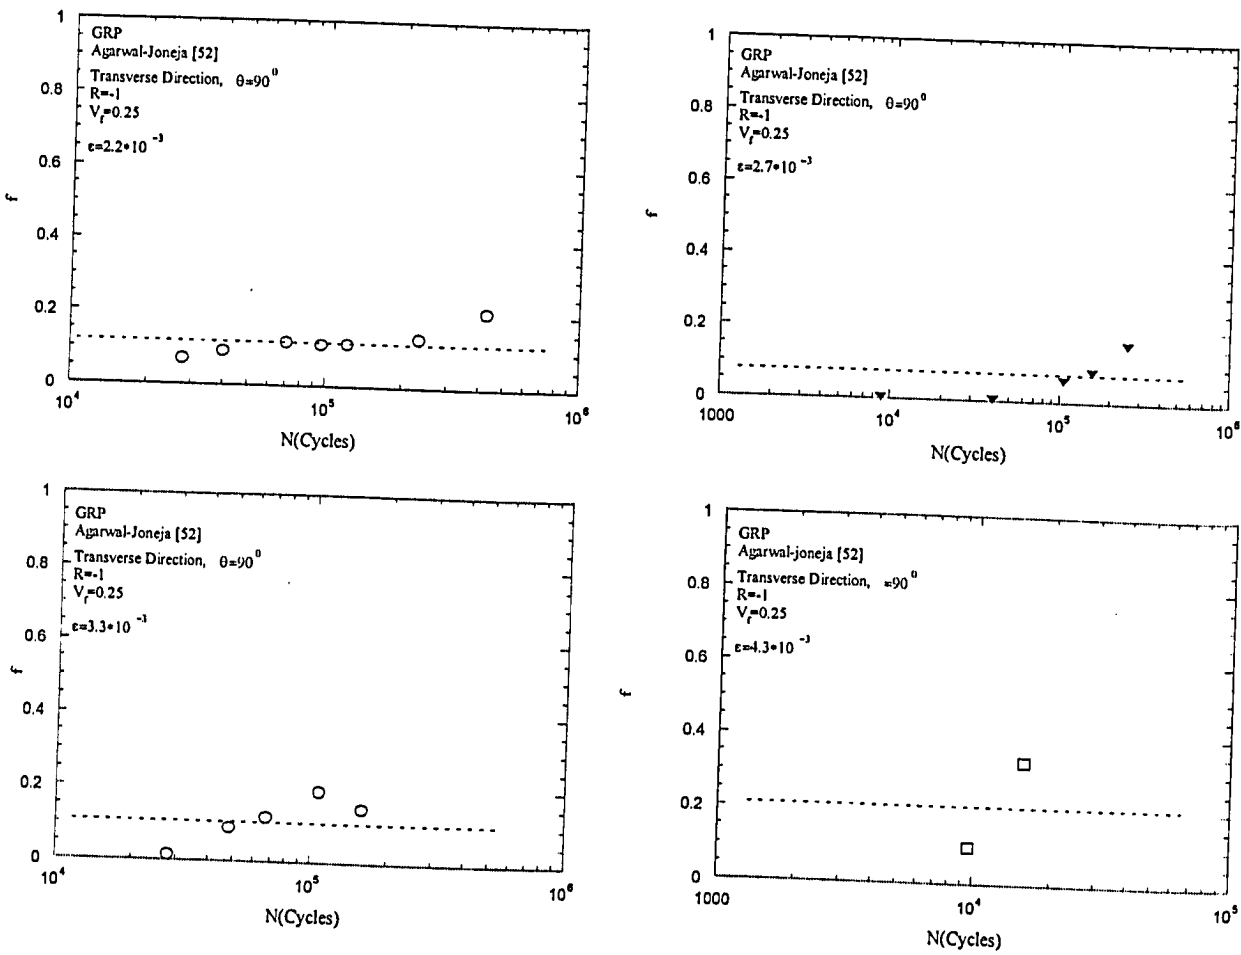 GRP
Agarwal-Joneja [52]
Transverse Direction, θ=90⁰
R=-1
V_f=0.25
ε=2.2*10⁻³
1
0.8
0.6
0.4
0.2
0
f
10⁴
10⁵
10⁶
N(Cycles)
GRP
Agarwal-Joneja [52]
Transverse Direction, θ=90⁰
R=-1
V_f=0.25
ε=2.7*10⁻³
1
0.8
0.6
0.4
0.2
0
f
1000
10⁴
10⁵
10⁶
N(Cycles)
GRP
Agarwal-Joneja [52]
Transverse Direction, θ=90⁰
R=-1
V_f=0.25
ε=3.3*10⁻³
1
0.8
0.6
0.4
0.2
0
f
10⁴
10⁵
10⁶
N(Cycles)
GRP
Agarwal-joneja [52]
Transverse Direction, =90⁰
R=-1
V_f=0.25
ε=4.3*10⁻³
1
0.8
0.6
0.4
0.2
0
f
1000
10⁴
10⁵
N(Cycles)